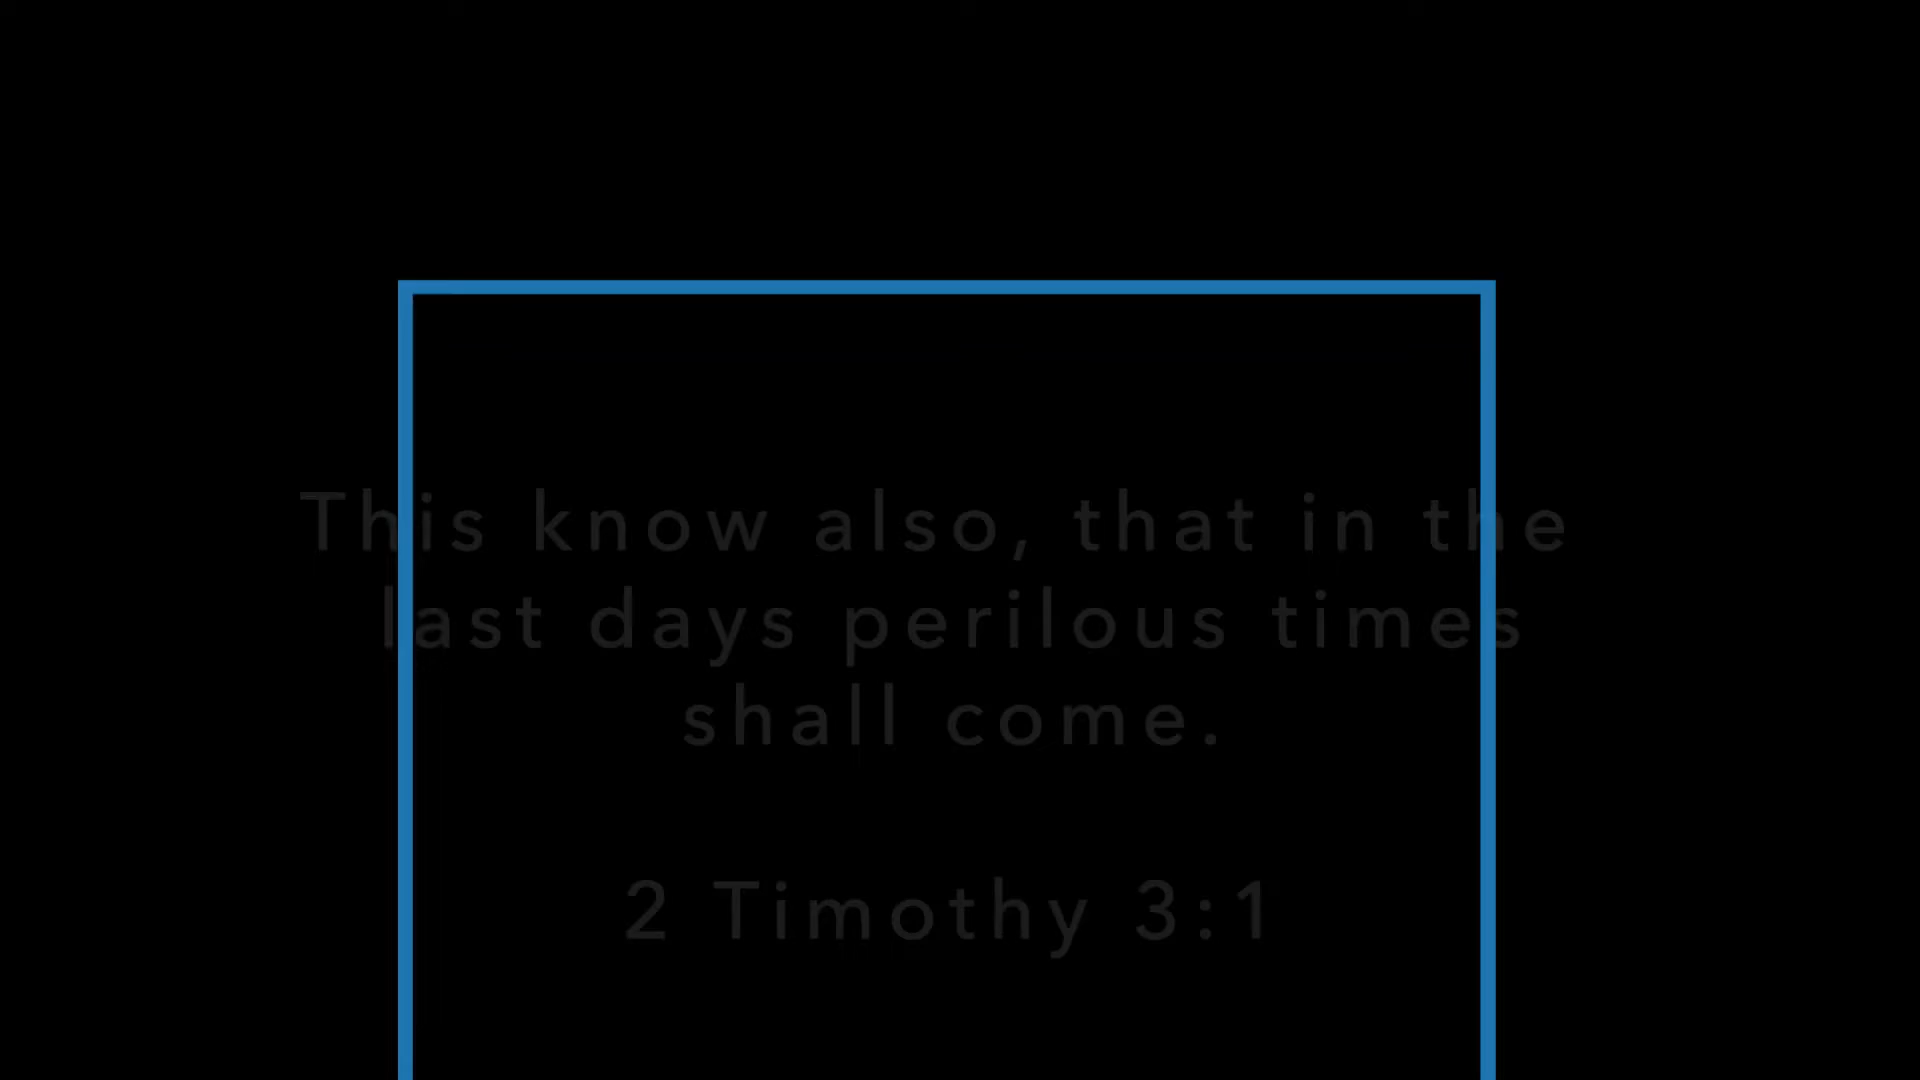 This know also, that in the
last days perilous times
shall come.
2 Timothy 3:1